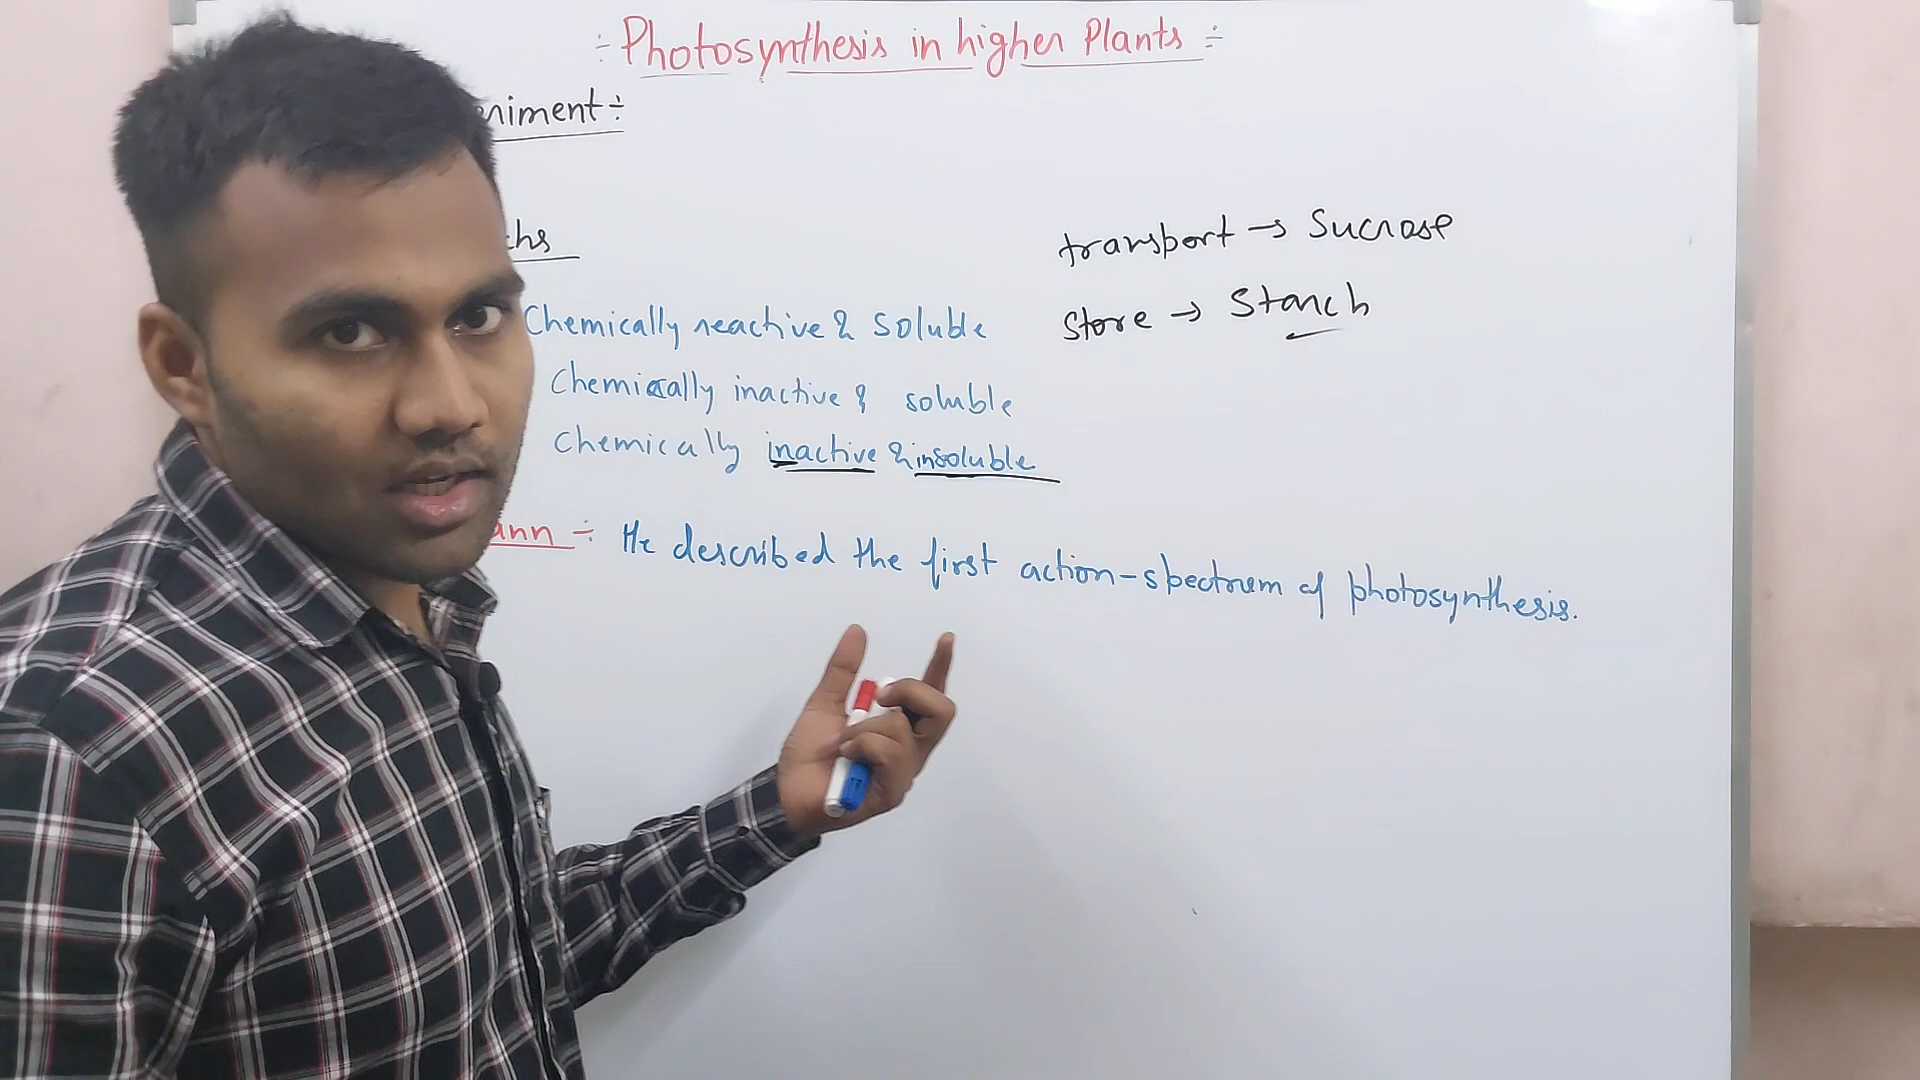 ÷ Photosynthesis in higher Plants ÷
niment ÷
chs
transport → Sucrose
Store → Starch
Chemically reactive & soluble
Chemically inactive & soluble
Chemically inactive & insoluble
ann ÷ He described the first action-spectrum of photosynthesis.